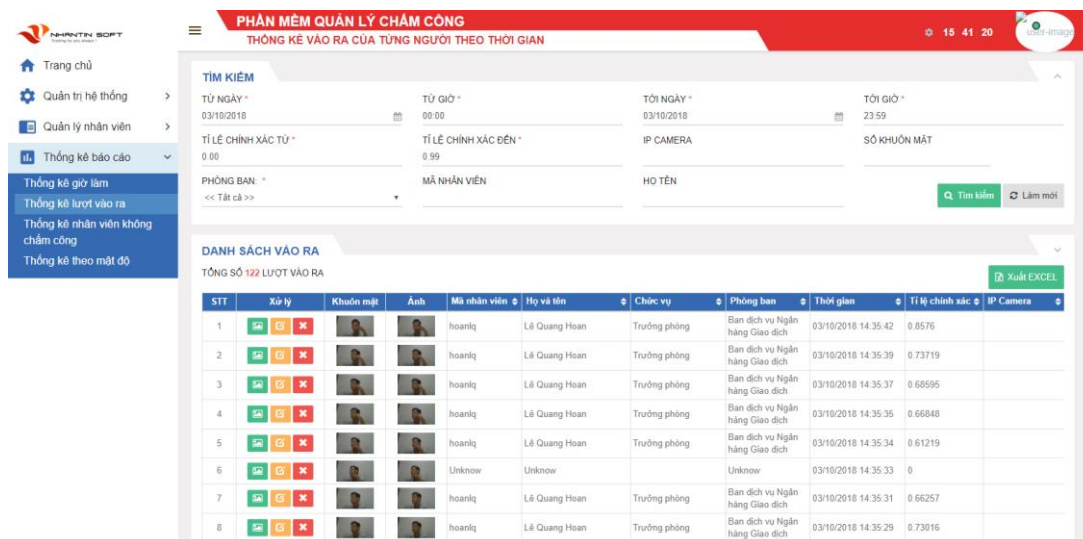 NHANTIN SOFT
PHẦN MỀM QUẢN LÝ CHẤM CÔNG
THỐNG KÊ VÀO RA CỦA TỪNG NGƯỜI THEO THỜI GIAN
15 41 20
user-image
Trang chủ
Quản trị hệ thống
Quản lý nhân viên
Thống kê báo cáo
Thống kê giờ làm
Thống kê lượt vào ra
Thống kê nhân viên không
chấm công
Thống kê theo mật độ
TÌM KIẾM
TỪ NGÀY * TỪ GIỜ * TỚI NGÀY * TỚI GIỜ *
03/10/2018 00:00 03/10/2018 23:59
TỈ LỆ CHÍNH XÁC TỪ * TỈ LỆ CHÍNH XÁC ĐẾN * IP CAMERA SỐ KHUÔN MẶT
0.00 0.99
PHÒNG BAN: * MÃ NHÂN VIÊN HỌ TÊN
<< Tất cả >> Tìm kiếm Làm mới
DANH SÁCH VÀO RA
TỔNG SỐ 122 LƯỢT VÀO RA
Xuất EXCEL
STT Xử lý Khuôn mặt Ảnh Mã nhân viên Họ và tên Chức vụ Phòng ban Thời gian Tỉ lệ chính xác IP Camera
1 hoanlq Lê Quang Hoan Trưởng phòng Ban dịch vụ Ngân hàng Giao dịch 03/10/2018 14:35:42 0.8576
2 hoanlq Lê Quang Hoan Trưởng phòng Ban dịch vụ Ngân hàng Giao dịch 03/10/2018 14:35:39 0.73719
3 hoanlq Lê Quang Hoan Trưởng phòng Ban dịch vụ Ngân hàng Giao dịch 03/10/2018 14:35:37 0.68595
4 hoanlq Lê Quang Hoan Trưởng phòng Ban dịch vụ Ngân hàng Giao dịch 03/10/2018 14:35:35 0.66848
5 hoanlq Lê Quang Hoan Trưởng phòng Ban dịch vụ Ngân hàng Giao dịch 03/10/2018 14:35:34 0.61219
6 Unknow Unknow Unknow 03/10/2018 14:35:33 0
7 hoanlq Lê Quang Hoan Trưởng phòng Ban dịch vụ Ngân hàng Giao dịch 03/10/2018 14:35:31 0.66257
8 hoanlq Lê Quang Hoan Trưởng phòng Ban dịch vụ Ngân hàng Giao dịch 03/10/2018 14:35:29 0.73016